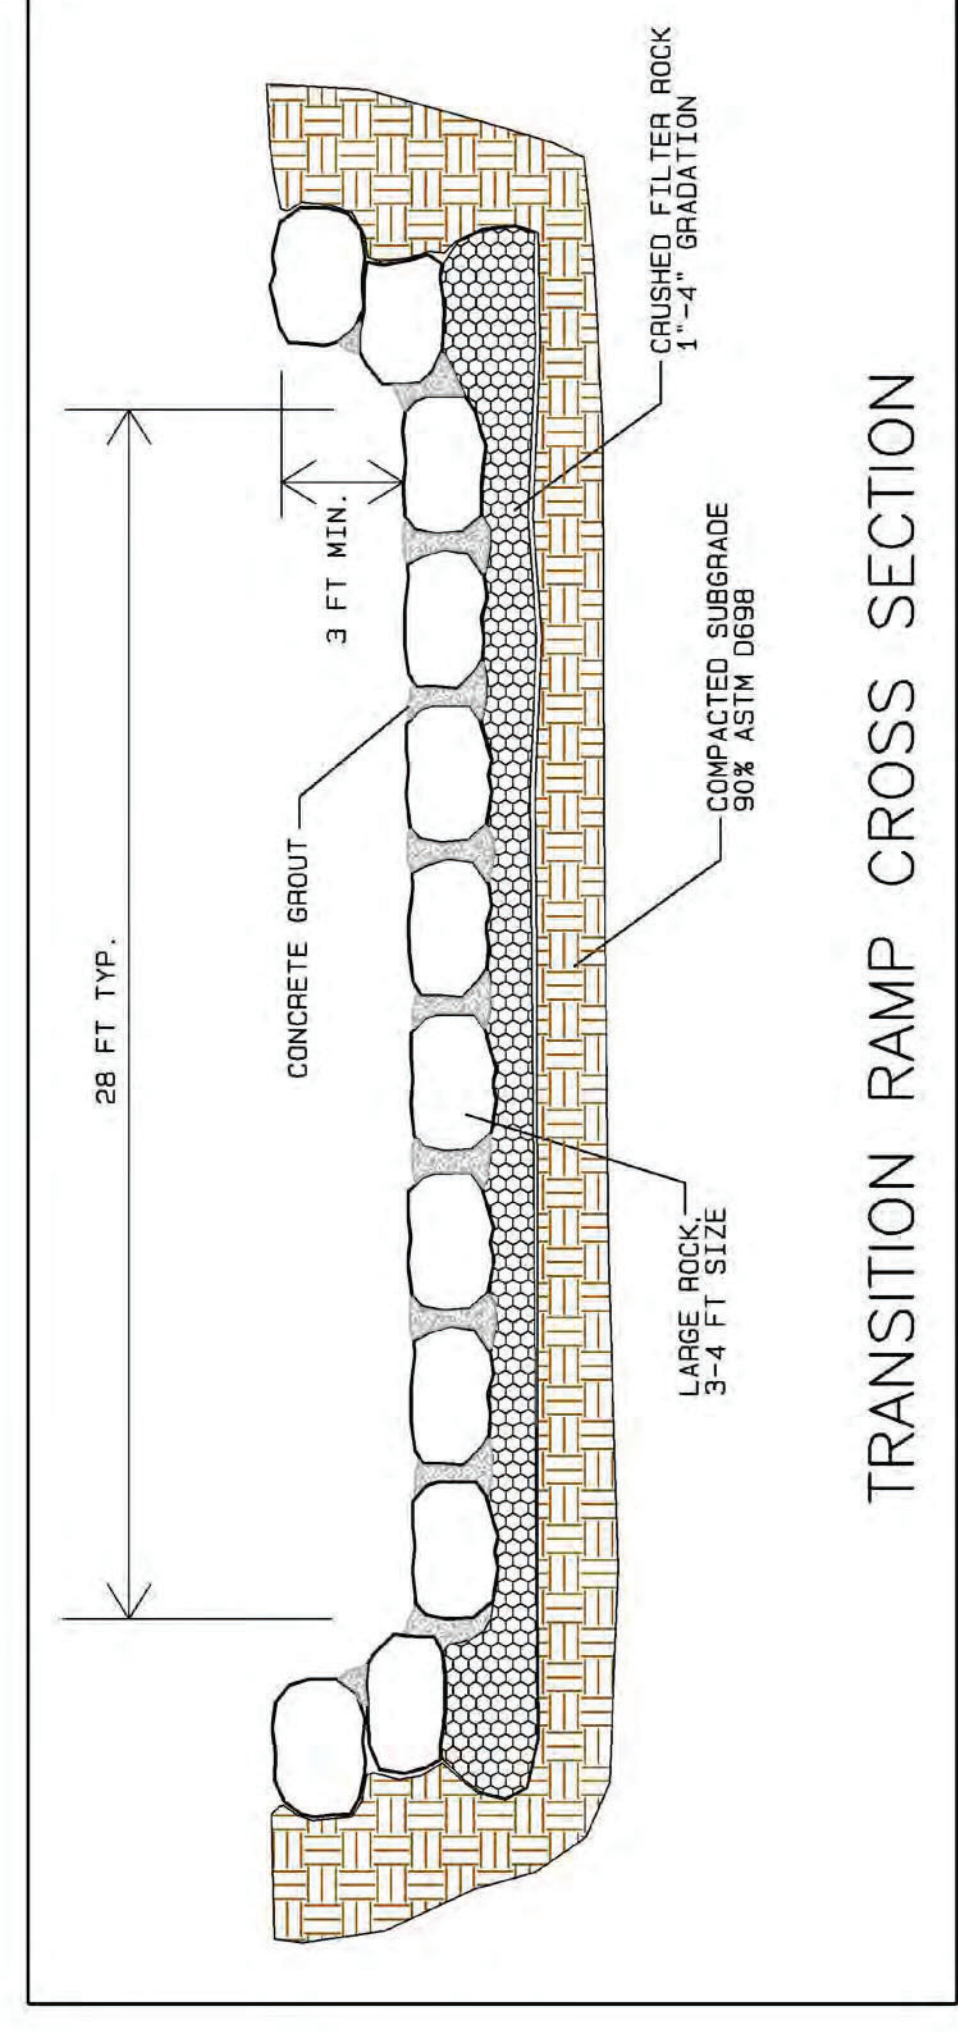 28 FT TYP.
3 FT MIN.
CONCRETE GROUT
LARGE ROCK,
3-4 FT SIZE
COMPACTED SUBGRADE
90% ASTM D698
CRUSHED FILTER ROCK
1"-4" GRADATION
TRANSITION RAMP CROSS SECTION